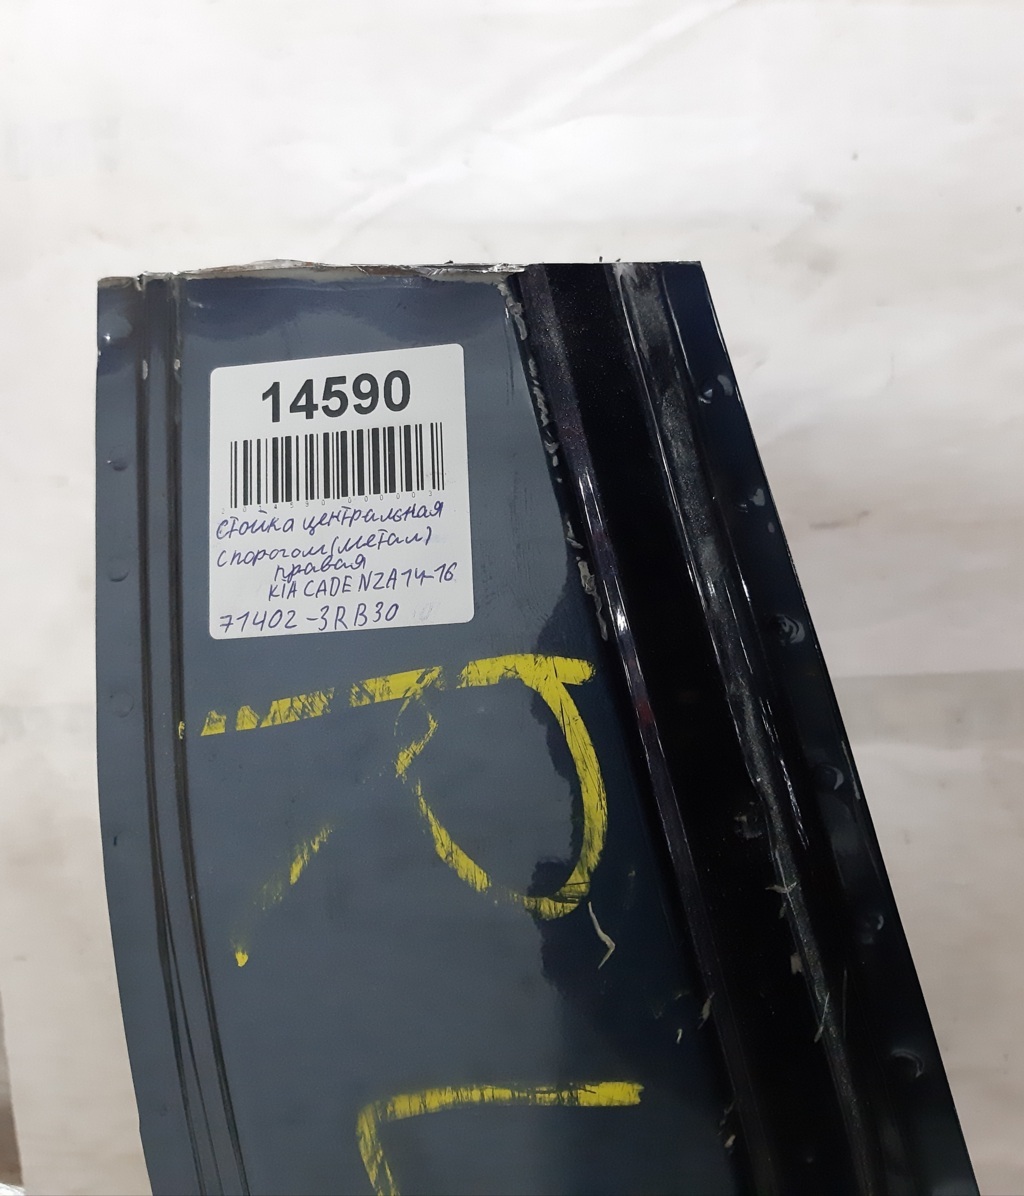 14590
стойка центральная
с порогом (метал)
правая
KIA CADENZA 14-16
71402-3RB30